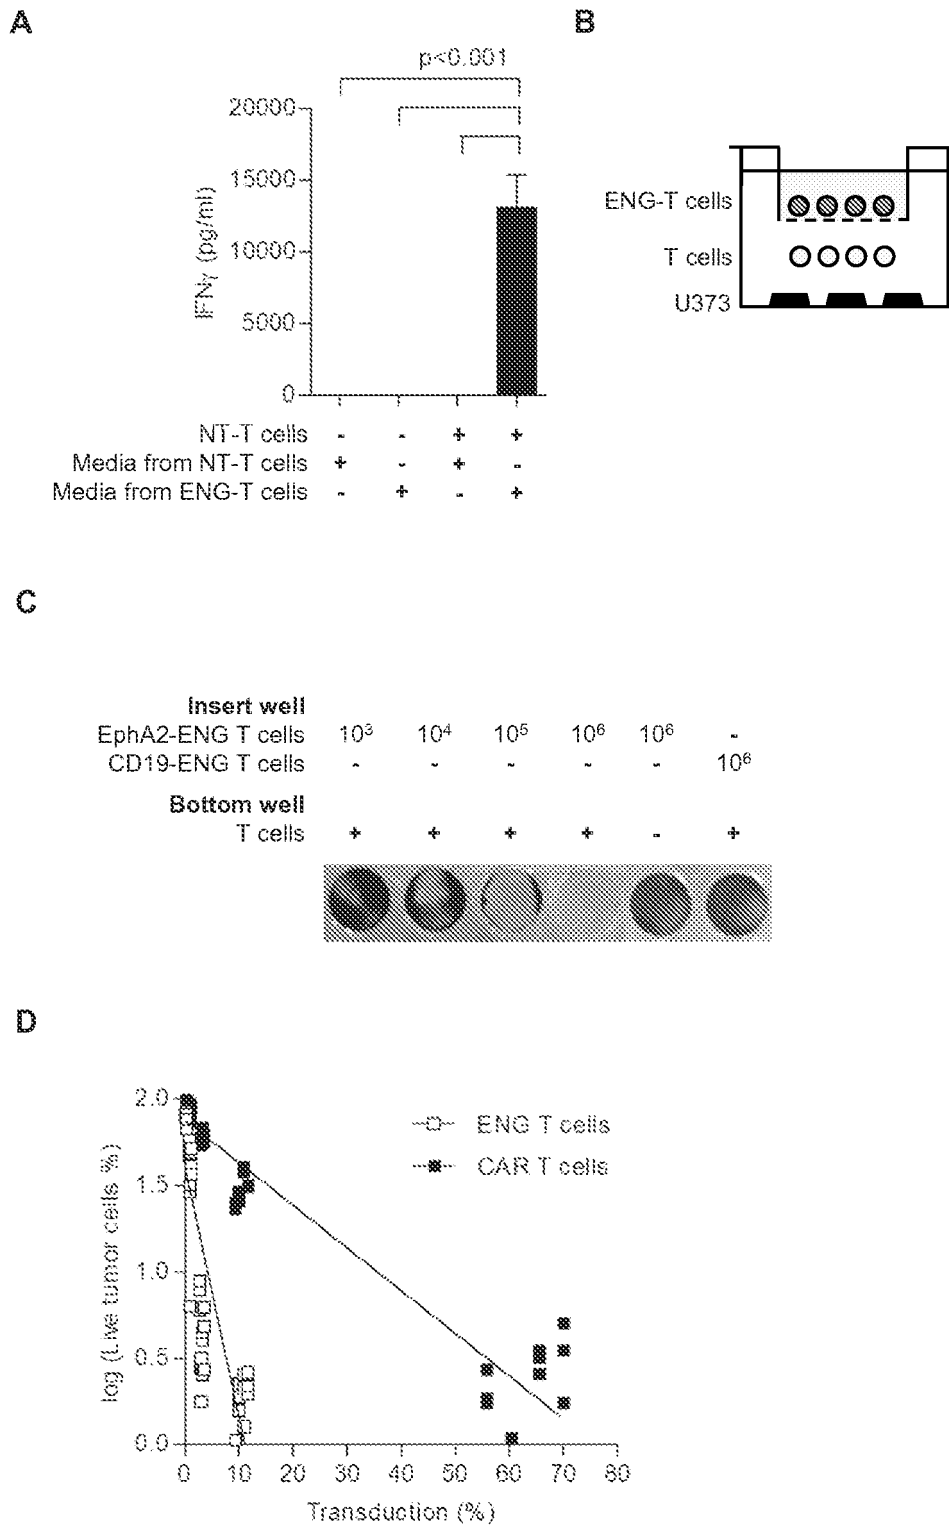 A
p<0.001
20000
15000
10000
5000
0
IFNγ (pg/ml)
NT-T cells - - + +
Media from NT-T cells + - + -
Media from ENG-T cells - + - +
B
ENG-T cells
T cells
U373
C
Insert well
EphA2-ENG T cells 10³ 10⁴ 10⁵ 10⁶ 10⁶ -
CD19-ENG T cells - - - - - 10⁶
Bottom well
T cells + + + + - +
D
2.0
1.5
1.0
0.5
0.0
log (Live tumor cells %)
ENG T cells
CAR T cells
0 10 20 30 40 50 60 70 80
Transduction (%)